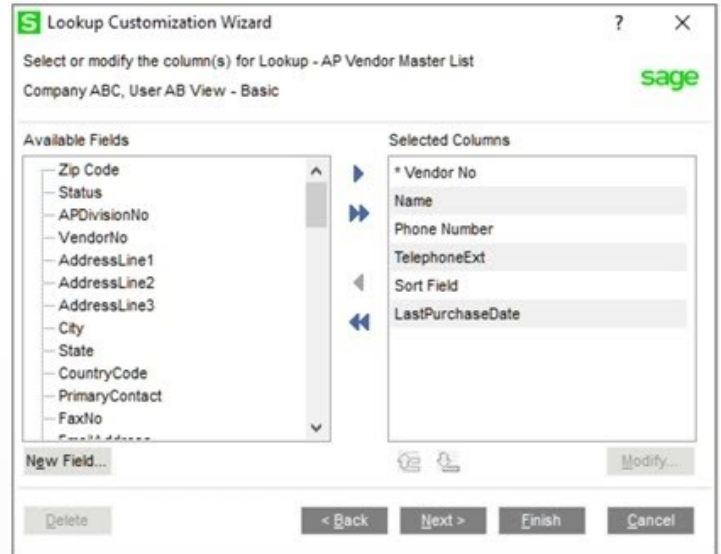 S Lookup Customization Wizard ? ×
Select or modify the column(s) for Lookup - AP Vendor Master List
Company ABC, User AB View - Basic
sage
Available Fields
Zip Code
Status
APDivisionNo
VendorNo
AddressLine1
AddressLine2
AddressLine3
City
State
CountryCode
PrimaryContact
FaxNo
EmailAddress
Selected Columns
* Vendor No
Name
Phone Number
TelephoneExt
Sort Field
LastPurchaseDate
New Field...
Modify...
Delete
< Back
Next >
Finish
Cancel